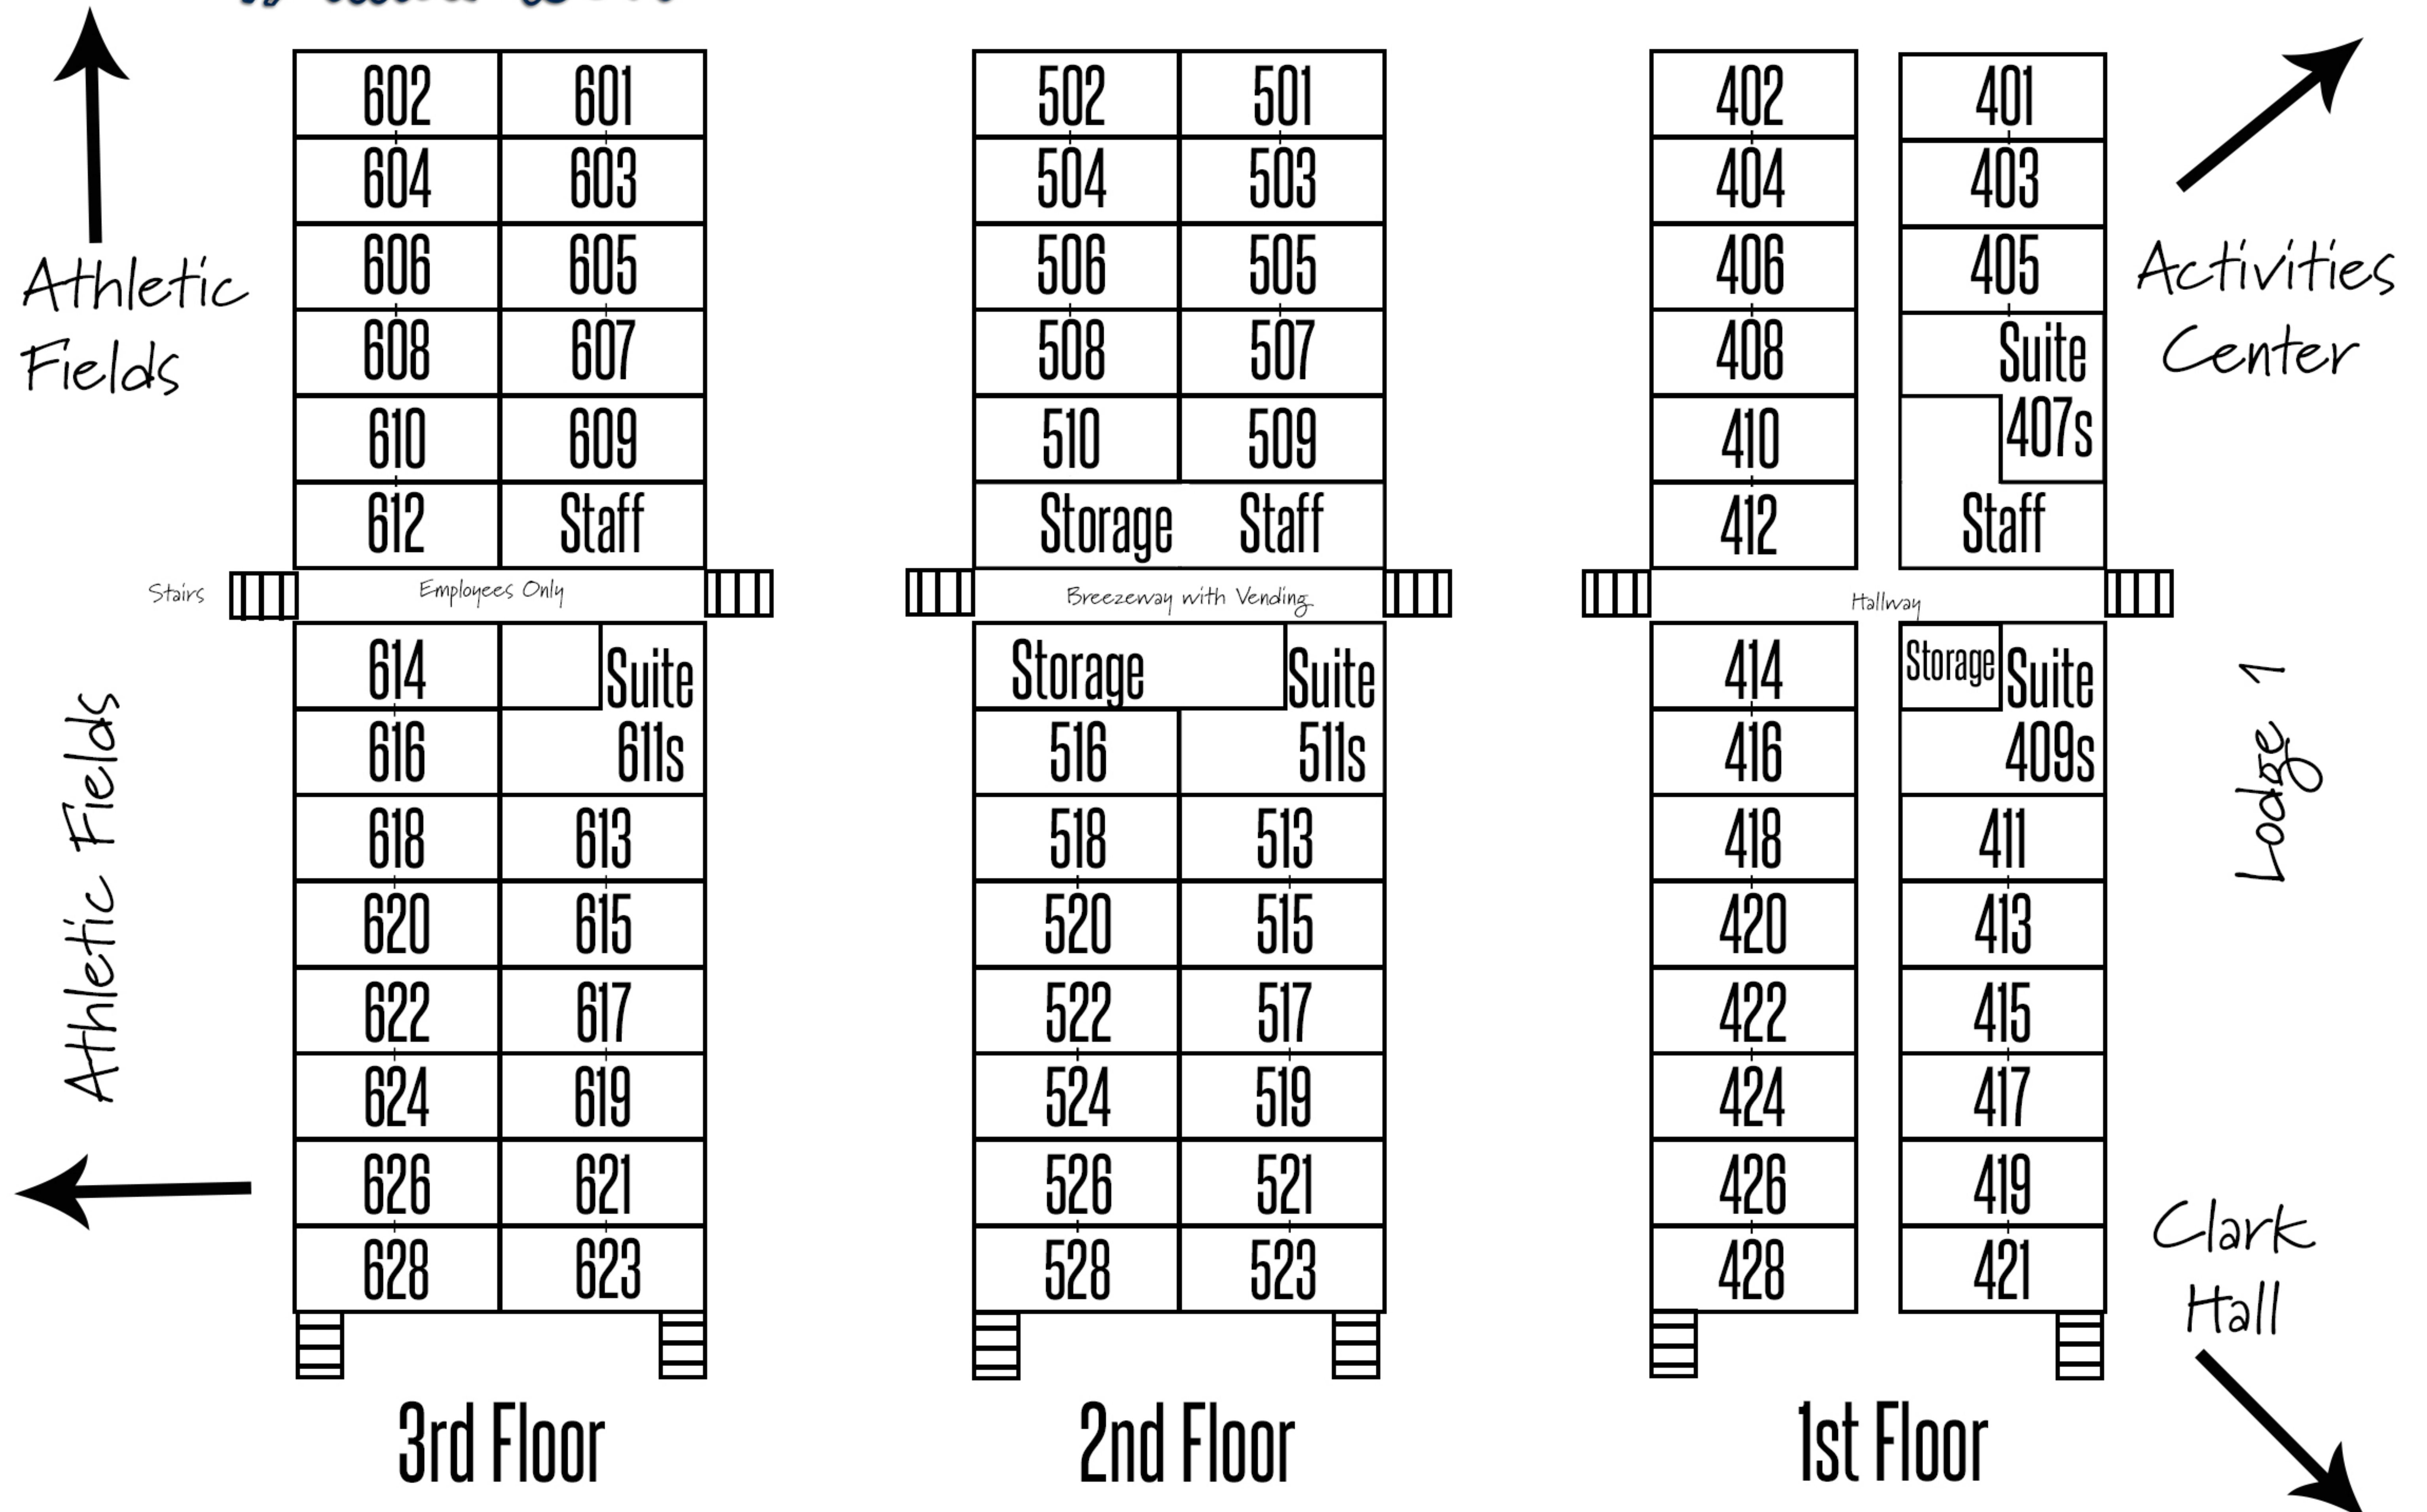 Athletic
Fields
Athletic Fields
Stairs
602 601
604 603
606 605
608 607
610 609
612 Staff
Employees Only
614 Suite
616 611s
618 613
620 615
622 617
624 619
626 621
628 623
3rd Floor
502 501
504 503
506 505
508 507
510 509
Storage Staff
Breezeway with Vending
Storage Suite
516 511s
518 513
520 515
522 517
524 519
526 521
528 523
2nd Floor
402 401
404 403
406 405
408 Suite
410 407s
412 Staff
Hallway
414 Storage Suite
416 409s
418 411
420 413
422 415
424 417
426 419
428 421
1st Floor
Activities
Center
Lodge 1
Clark
Hall